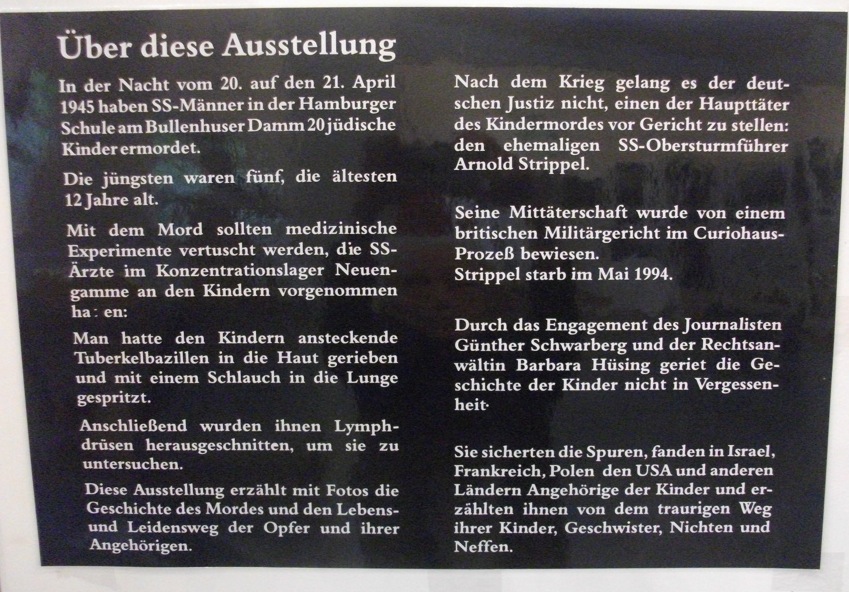 Über diese Ausstellung
In der Nacht vom 20. auf den 21. April
1945 haben SS-Männer in der Hamburger
Schule am Bullenhuser Damm 20 jüdische
Kinder ermordet.
Die jüngsten waren fünf, die ältesten
12 Jahre alt.
Mit dem Mord sollten medizinische
Experimente vertuscht werden, die SS-
Ärzte im Konzentrationslager Neuen-
gamme an den Kindern vorgenommen
ha: en:
Man hatte den Kindern ansteckende
Tuberkelbazillen in die Haut gerieben
und mit einem Schlauch in die Lunge
gespritzt.
Anschließend wurden ihnen Lymph-
drüsen herausgeschnitten, um sie zu
untersuchen.
Diese Ausstellung erzählt mit Fotos die
Geschichte des Mordes und den Lebens-
und Leidensweg der Opfer und ihrer
Angehörigen.
Nach dem Krieg gelang es der deut-
schen Justiz nicht, einen der Haupttäter
des Kindermordes vor Gericht zu stellen:
den ehemaligen SS-Obersturmführer
Arnold Strippel.
Seine Mittäterschaft wurde von einem
britischen Militärgericht im Curiohaus-
Prozeß bewiesen.
Strippel starb im Mai 1994.
Durch das Engagement des Journalisten
Günther Schwarberg und der Rechtsan-
wältin Barbara Hüsing geriet die Ge-
schichte der Kinder nicht in Vergessen-
heit·
Sie sicherten die Spuren, fanden in Israel,
Frankreich, Polen den USA und anderen
Ländern Angehörige der Kinder und er-
zählten ihnen von dem traurigen Weg
ihrer Kinder, Geschwister, Nichten und
Neffen.